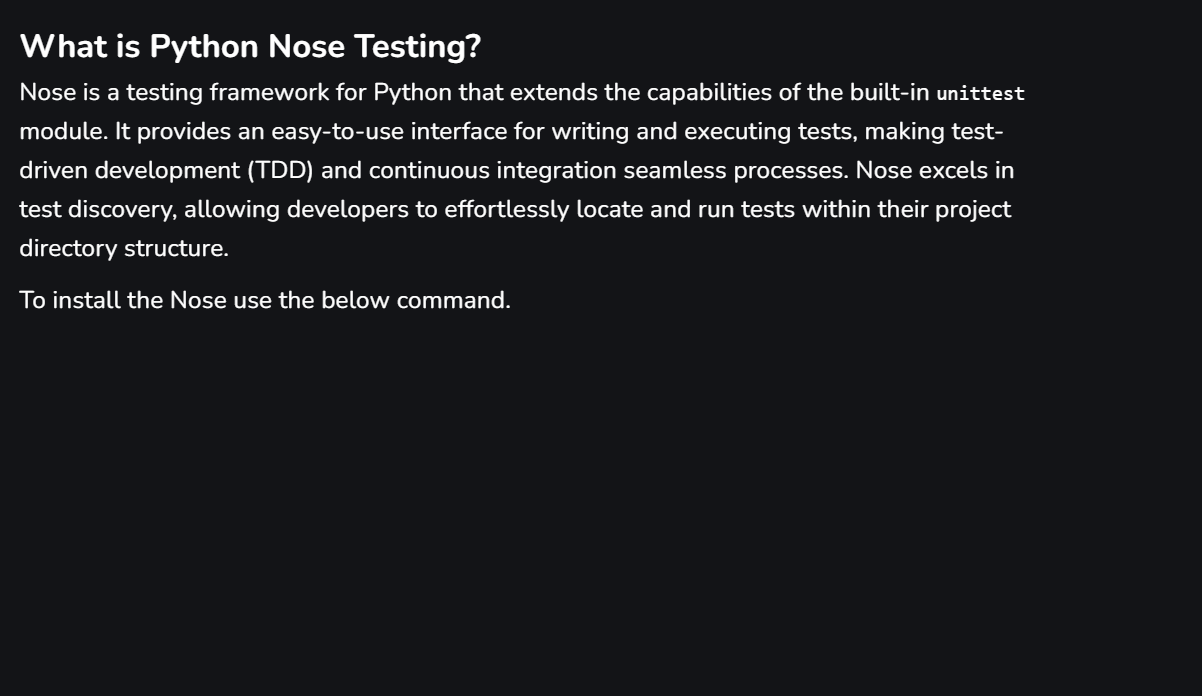 What is Python Nose Testing?
Nose is a testing framework for Python that extends the capabilities of the built-in unittest
module. It provides an easy-to-use interface for writing and executing tests, making test-
driven development (TDD) and continuous integration seamless processes. Nose excels in
test discovery, allowing developers to effortlessly locate and run tests within their project
directory structure.
To install the Nose use the below command.